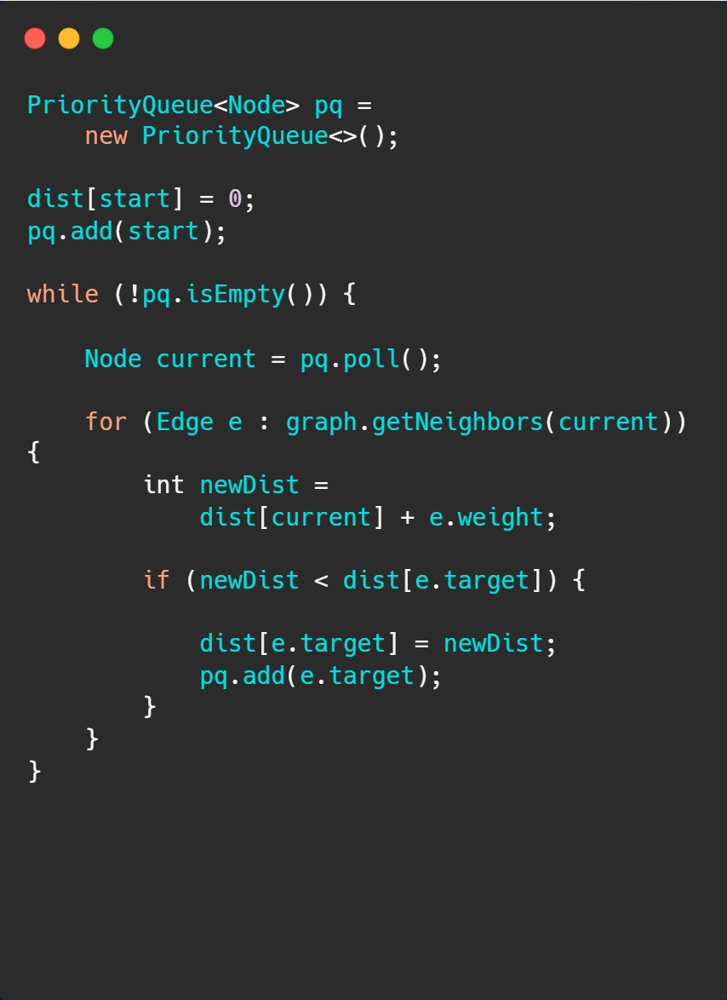 PriorityQueue<Node> pq =
    new PriorityQueue<>();

dist[start] = 0;
pq.add(start);

while (!pq.isEmpty()) {

    Node current = pq.poll();

    for (Edge e : graph.getNeighbors(current))
{
        int newDist =
            dist[current] + e.weight;

        if (newDist < dist[e.target]) {

            dist[e.target] = newDist;
            pq.add(e.target);
        }
    }
}